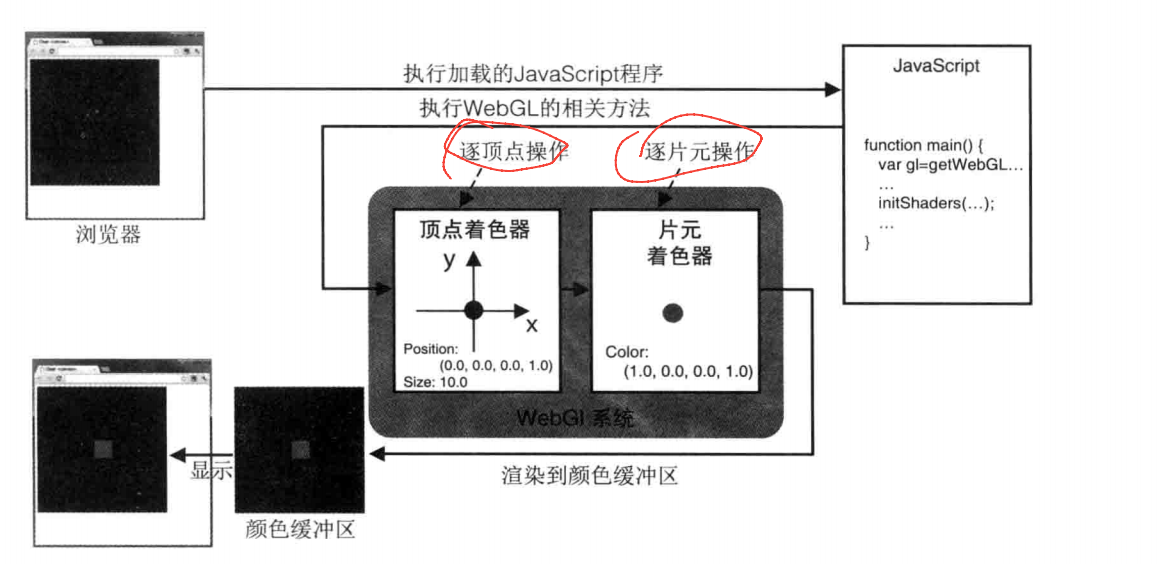 执行加载的JavaScript程序
JavaScript
执行WebGL的相关方法
逐顶点操作
逐片元操作
function main() {
var gl=getWebGL...
...
initShaders(...);
...
}
浏览器
顶点着色器
y
x
Position:
(0.0, 0.0, 0.0, 1.0)
Size: 10.0
片元
着色器
Color:
(1.0, 0.0, 0.0, 1.0)
WebGl 系统
显示
渲染到颜色缓冲区
颜色缓冲区